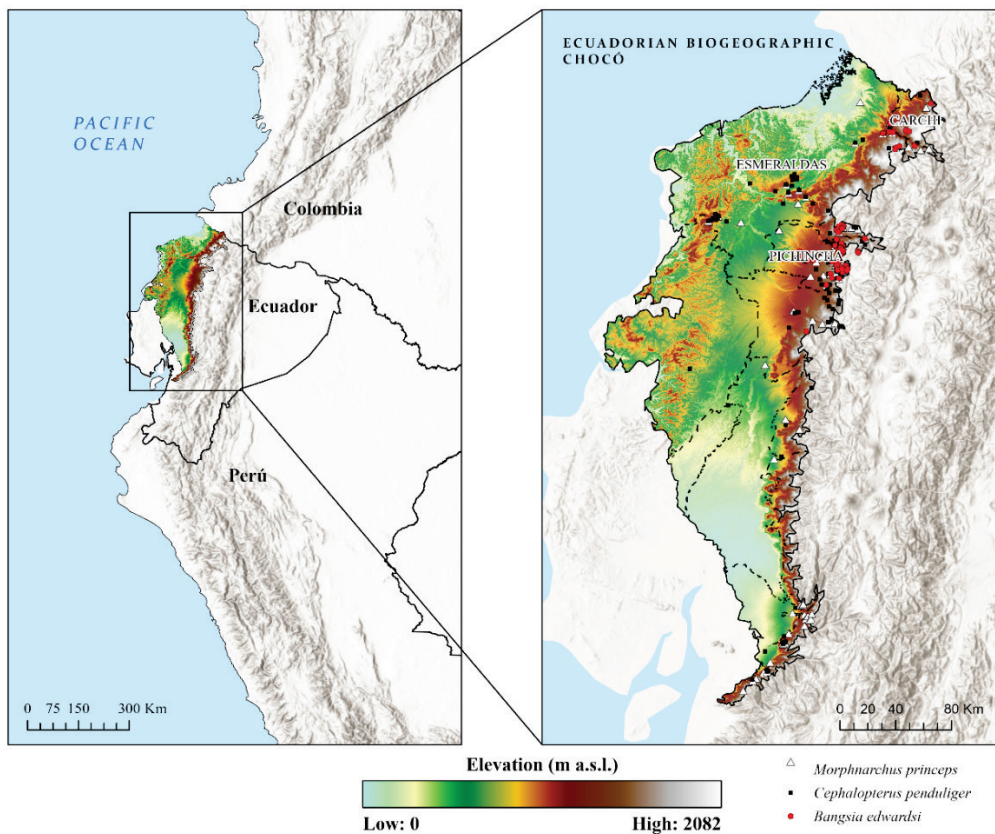 PACIFIC
OCEAN
Colombia
Ecuador
Perú
0 75 150 300 Km
ECUADORIAN BIOGEOGRAPHIC
CHOCÓ
CARCHI
ESMERALDAS
PICHINCHA
0 20 40 80 Km
Elevation (m a.s.l.)
Low: 0 High: 2082
Morphnarchus princeps
Cephalopterus penduliger
Bangsia edwardsi